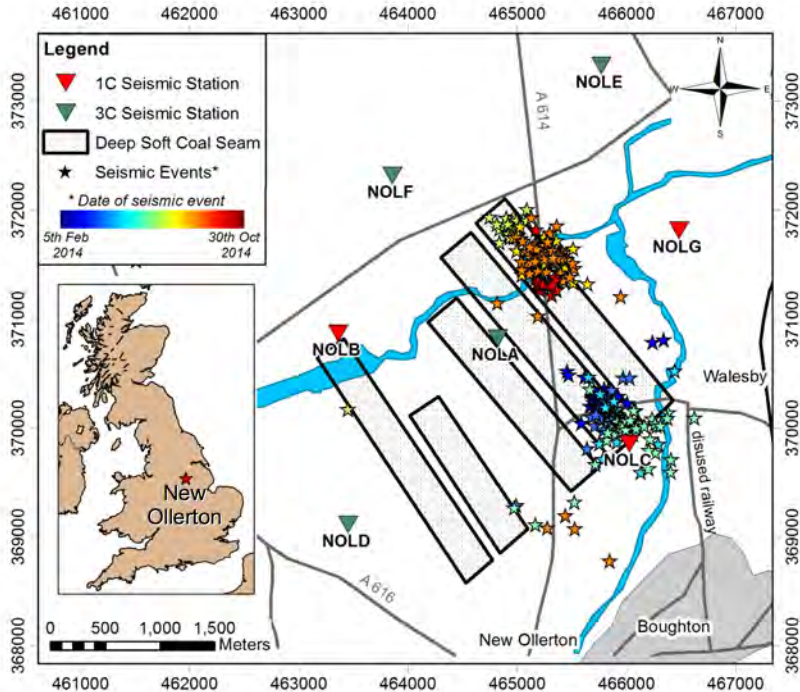 461000 462000 463000 464000 465000 466000 467000
Legend
1C Seismic Station
3C Seismic Station
Deep Soft Coal Seam
Seismic Events*
* Date of seismic event
5th Feb
2014
30th Oct
2014
N
W E
S
373000
372000
371000
370000
369000
368000
373000
372000
371000
370000
369000
368000
NOLE
A 614
NOLF
NOLG
NOLB
NOLA
Walesby
NOLC
disused railway
NOLD
A 616
New
Ollerton
New Ollerton
Boughton
0 500 1,000 1,500
Meters
461000 462000 463000 464000 465000 466000 467000